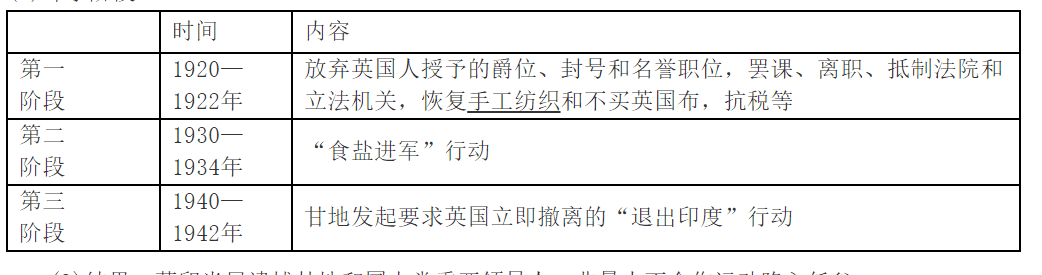 时间 内容
第一阶段 1920—1922年 放弃英国人授予的爵位、封号和名誉职位，罢课、离职、抵制法院和
立法机关，恢复手工纺织和不买英国布，抗税等
第二阶段 1930—1934年 “食盐进军”行动
第三阶段 1940—1942年 甘地发起要求英国立即撤离的“退出印度”行动